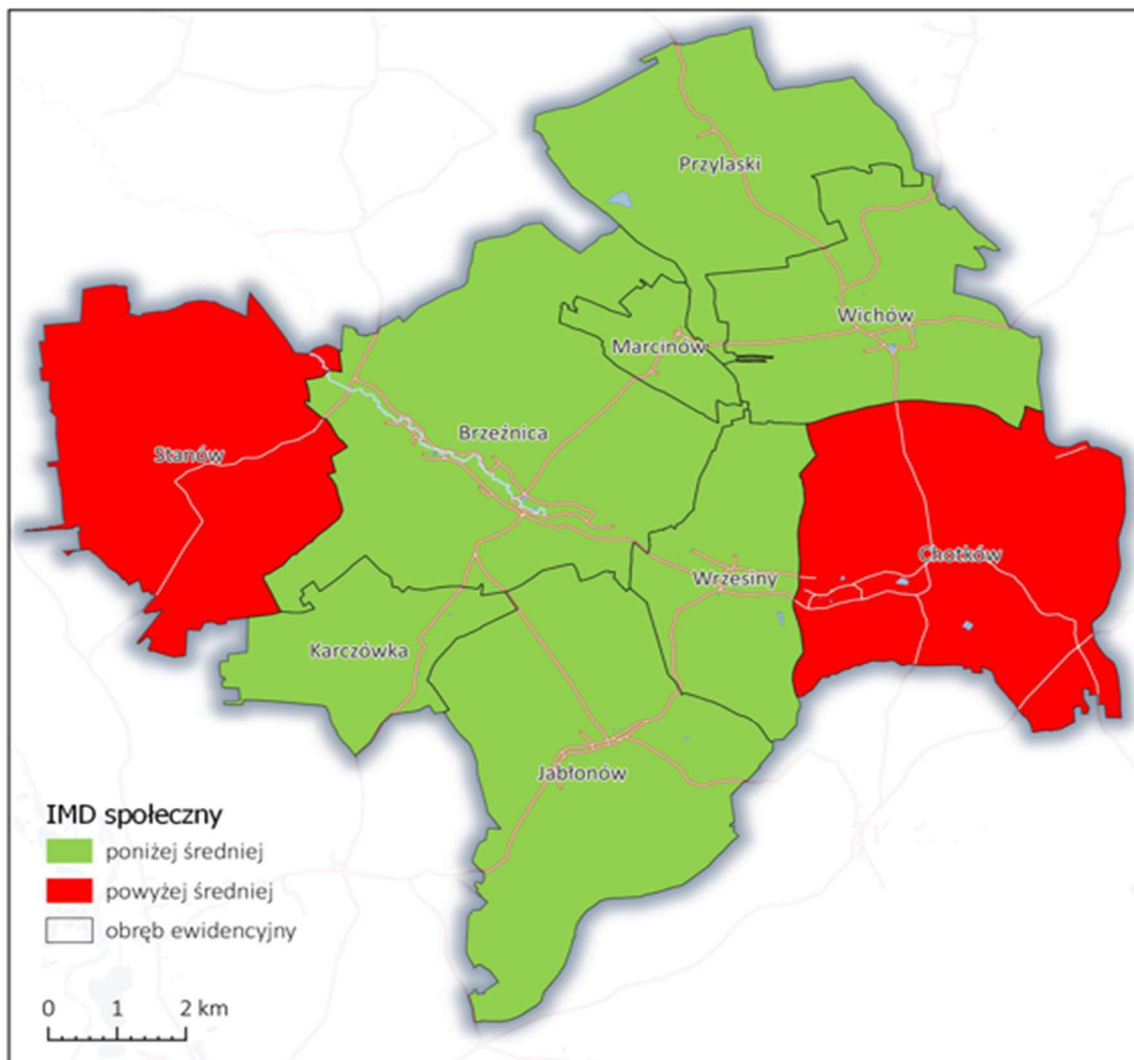 Przylaski
Wichów
Marcinów
Brzeźnica
Stanów
Chotków
Wrzesiny
Karczówka
Jabłonów
IMD społeczny
poniżej średniej
powyżej średniej
obręb ewidencyjny
0 1 2 km